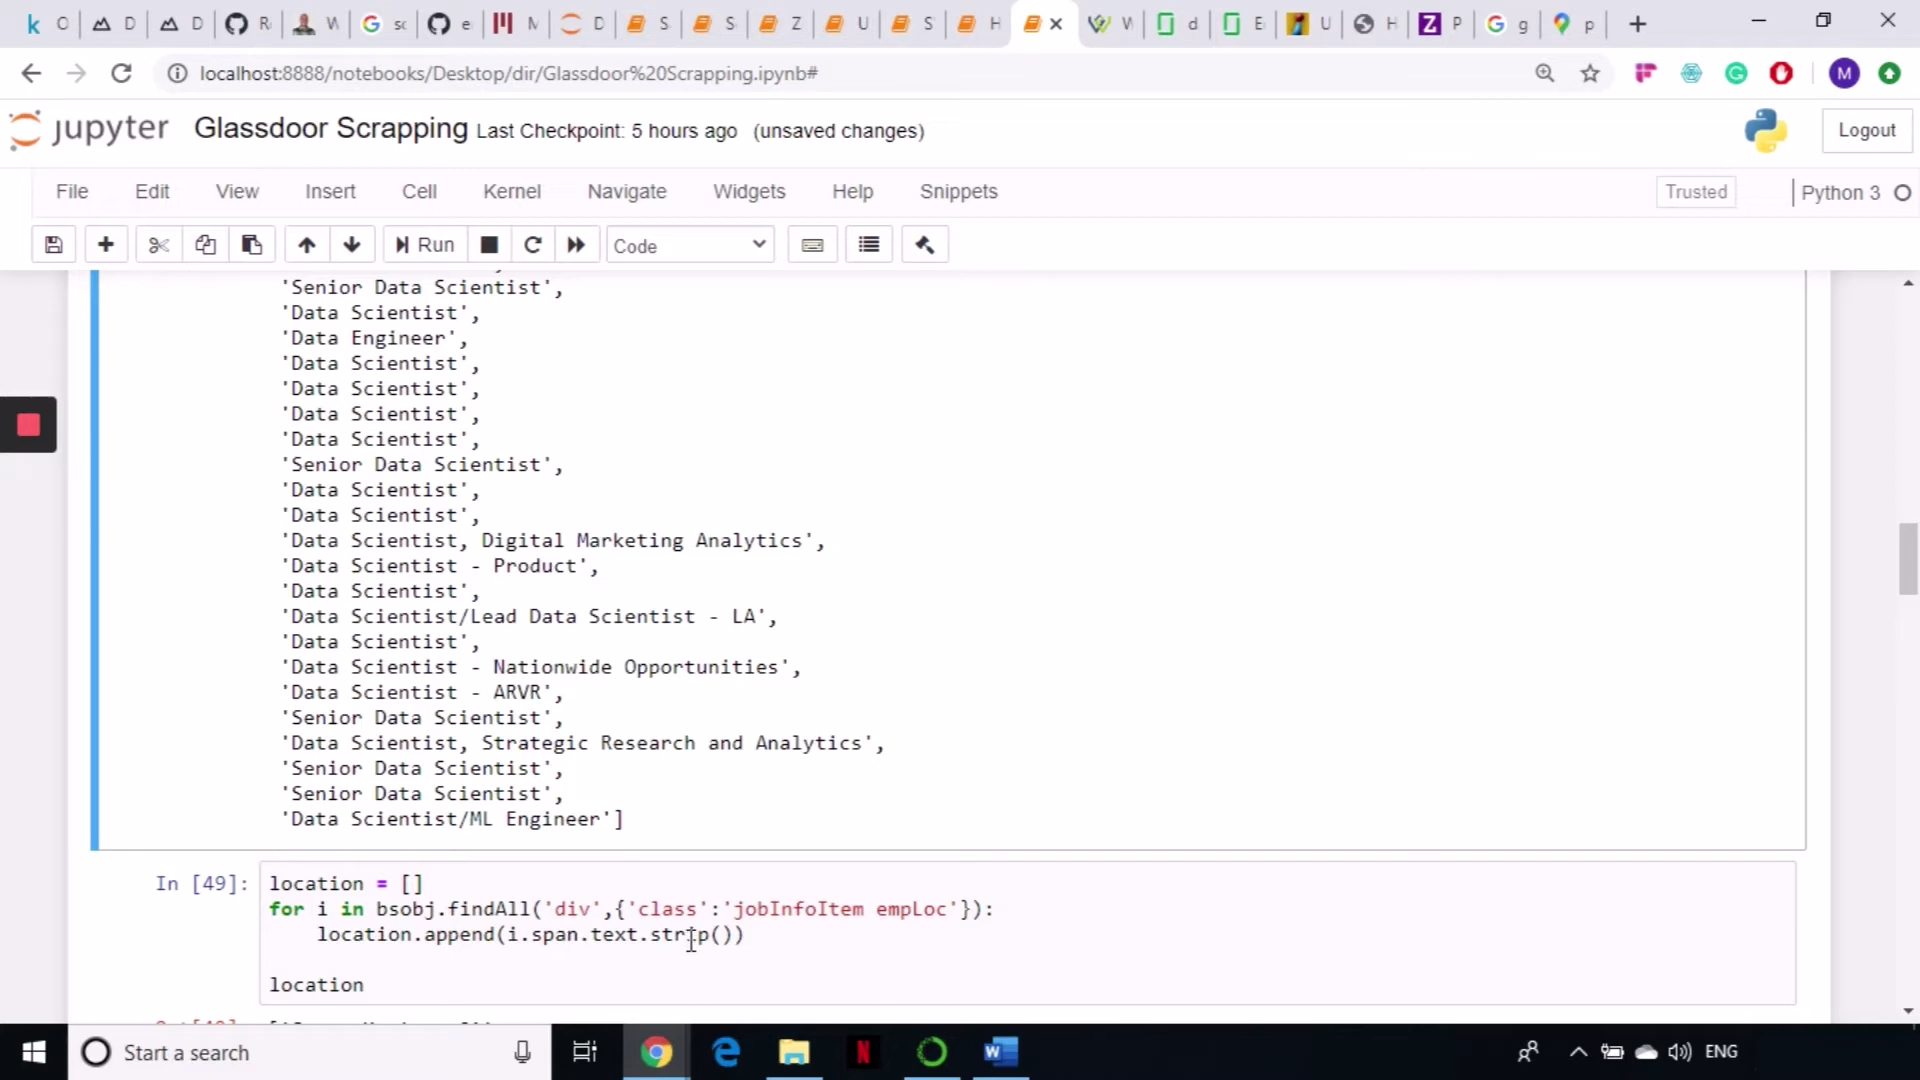 k
O
D
D
R
W
G
sc
e
M
D
S
S
Z
U
S
H
W
d
E
U
H
Z
P
G
g
p
localhost:8888/notebooks/Desktop/dir/Glassdoor%20Scrapping.ipynb#
M
jupyter Glassdoor Scrapping Last Checkpoint: 5 hours ago (unsaved changes)
Logout
File Edit View Insert Cell Kernel Navigate Widgets Help Snippets
Trusted
Python 3
Run
Code
'Senior Data Scientist',
'Data Scientist',
'Data Engineer',
'Data Scientist',
'Data Scientist',
'Data Scientist',
'Data Scientist',
'Senior Data Scientist',
'Data Scientist',
'Data Scientist',
'Data Scientist, Digital Marketing Analytics',
'Data Scientist - Product',
'Data Scientist',
'Data Scientist/Lead Data Scientist - LA',
'Data Scientist',
'Data Scientist - Nationwide Opportunities',
'Data Scientist - ARVR',
'Senior Data Scientist',
'Data Scientist, Strategic Research and Analytics',
'Senior Data Scientist',
'Senior Data Scientist',
'Data Scientist/ML Engineer']
In [49]:
location = []
for i in bsobj.findAll('div',{'class':'jobInfoItem empLoc'}):
location.append(i.span.text.strip())
location
Start a search
N
W
ENG